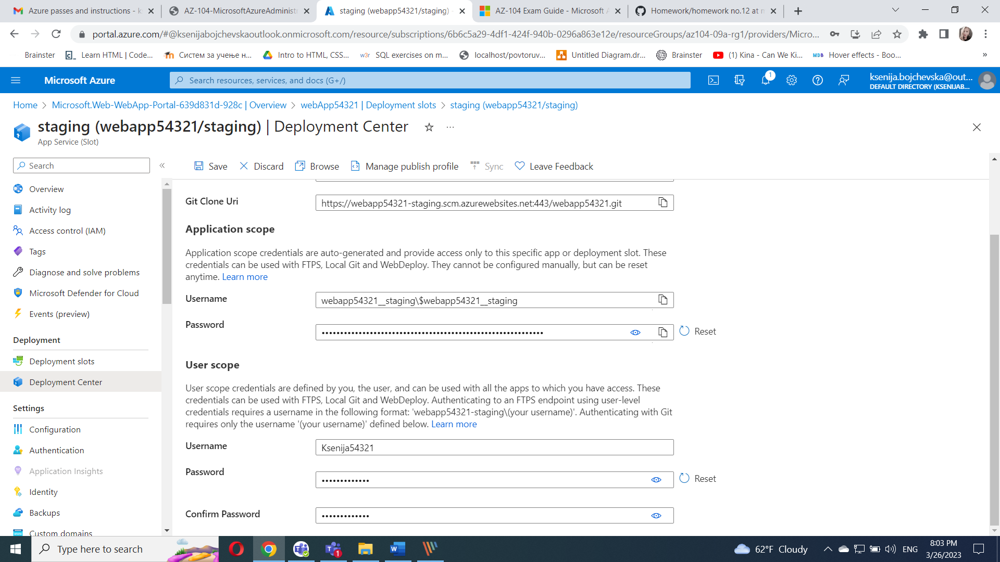 Azure passes and instructions - k
AZ-104-MicrosoftAzureAdministr
staging (webapp54321/staging) -
AZ-104 Exam Guide - Microsoft A
Homework/homework no.12 at m
portal.azure.com/#@ksenijabojchevskaoutlook.onmicrosoft.com/resource/subscriptions/6b6c5a29-4df1-424f-940b-0296a863e12e/resourceGroups/az104-09a-rg1/providers/Micro...
Brainster
Learn HTML | Code...
Систем за учење н...
Intro to HTML, CSS...
w3r SQL exercises on m...
localhost/povtoruv...
Untitled Diagram.dr...
Brainster
(1) Kina - Can We Ki...
MDB Hover effects - Boo...
»
Microsoft Azure
Search resources, services, and docs (G+/)
1
ksenija.bojchevska@out...
DEFAULT DIRECTORY (KSENIJAB...
Home > Microsoft.Web-WebApp-Portal-639d831d-928c | Overview > webApp54321 | Deployment slots > staging (webapp54321/staging)
staging (webapp54321/staging) | Deployment Center
...
App Service (Slot)
Search
«
Save
Discard
Browse
Manage publish profile
Sync
Leave Feedback
Overview
Activity log
Access control (IAM)
Tags
Diagnose and solve problems
Microsoft Defender for Cloud
Events (preview)
Deployment
Deployment slots
Deployment Center
Settings
Configuration
Authentication
Application Insights
Identity
Backups
Custom domains
Git Clone Uri
https://webapp54321-staging.scm.azurewebsites.net:443/webapp54321.git
Application scope
Application scope credentials are auto-generated and provide access only to this specific app or deployment slot. These
credentials can be used with FTPS, Local Git and WebDeploy. They cannot be configured manually, but can be reset
anytime. Learn more
Username
webapp54321__staging\$webapp54321__staging
Password
Reset
User scope
User scope credentials are defined by you, the user, and can be used with all the apps to which you have access. These
credentials can be used with FTPS, Local Git and WebDeploy. Authenticating to an FTPS endpoint using user-level
credentials requires a username in the following format: 'webapp54321-staging\(your username)'. Authenticating with Git
requires only the username '(your username)' defined below. Learn more
Username
Ksenija54321
Password
Reset
Confirm Password
Type here to search
1
62°F Cloudy
ENG
8:03 PM
3/26/2023